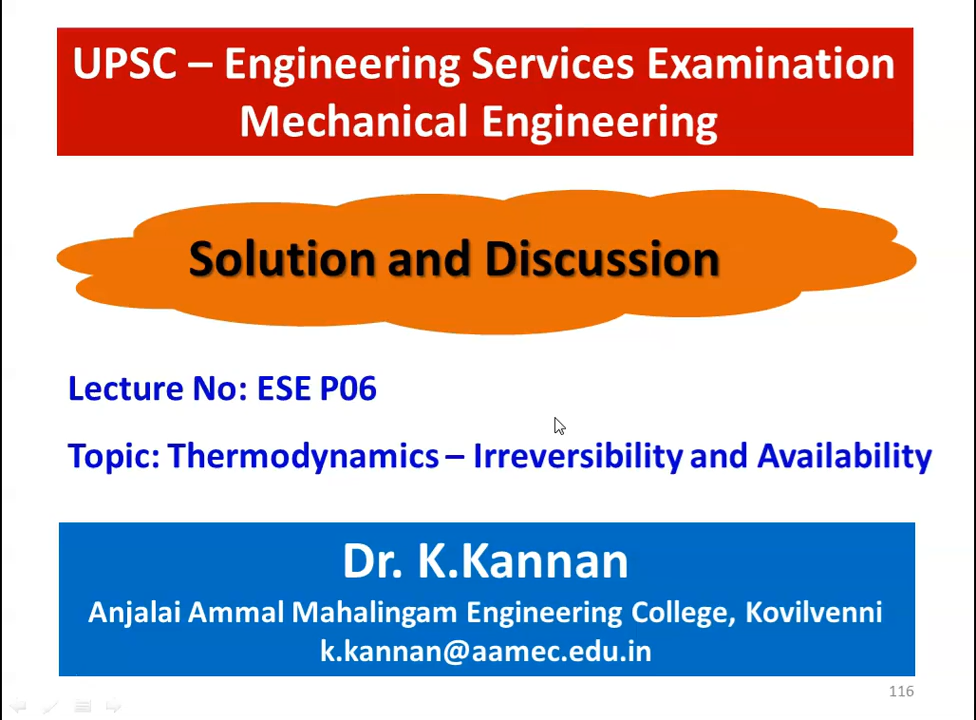 UPSC – Engineering Services Examination
Mechanical Engineering
Solution and Discussion
Lecture No: ESE P06
Topic: Thermodynamics – Irreversibility and Availability
Dr. K.Kannan
Anjalai Ammal Mahalingam Engineering College, Kovilvenni
k.kannan@aamec.edu.in
116